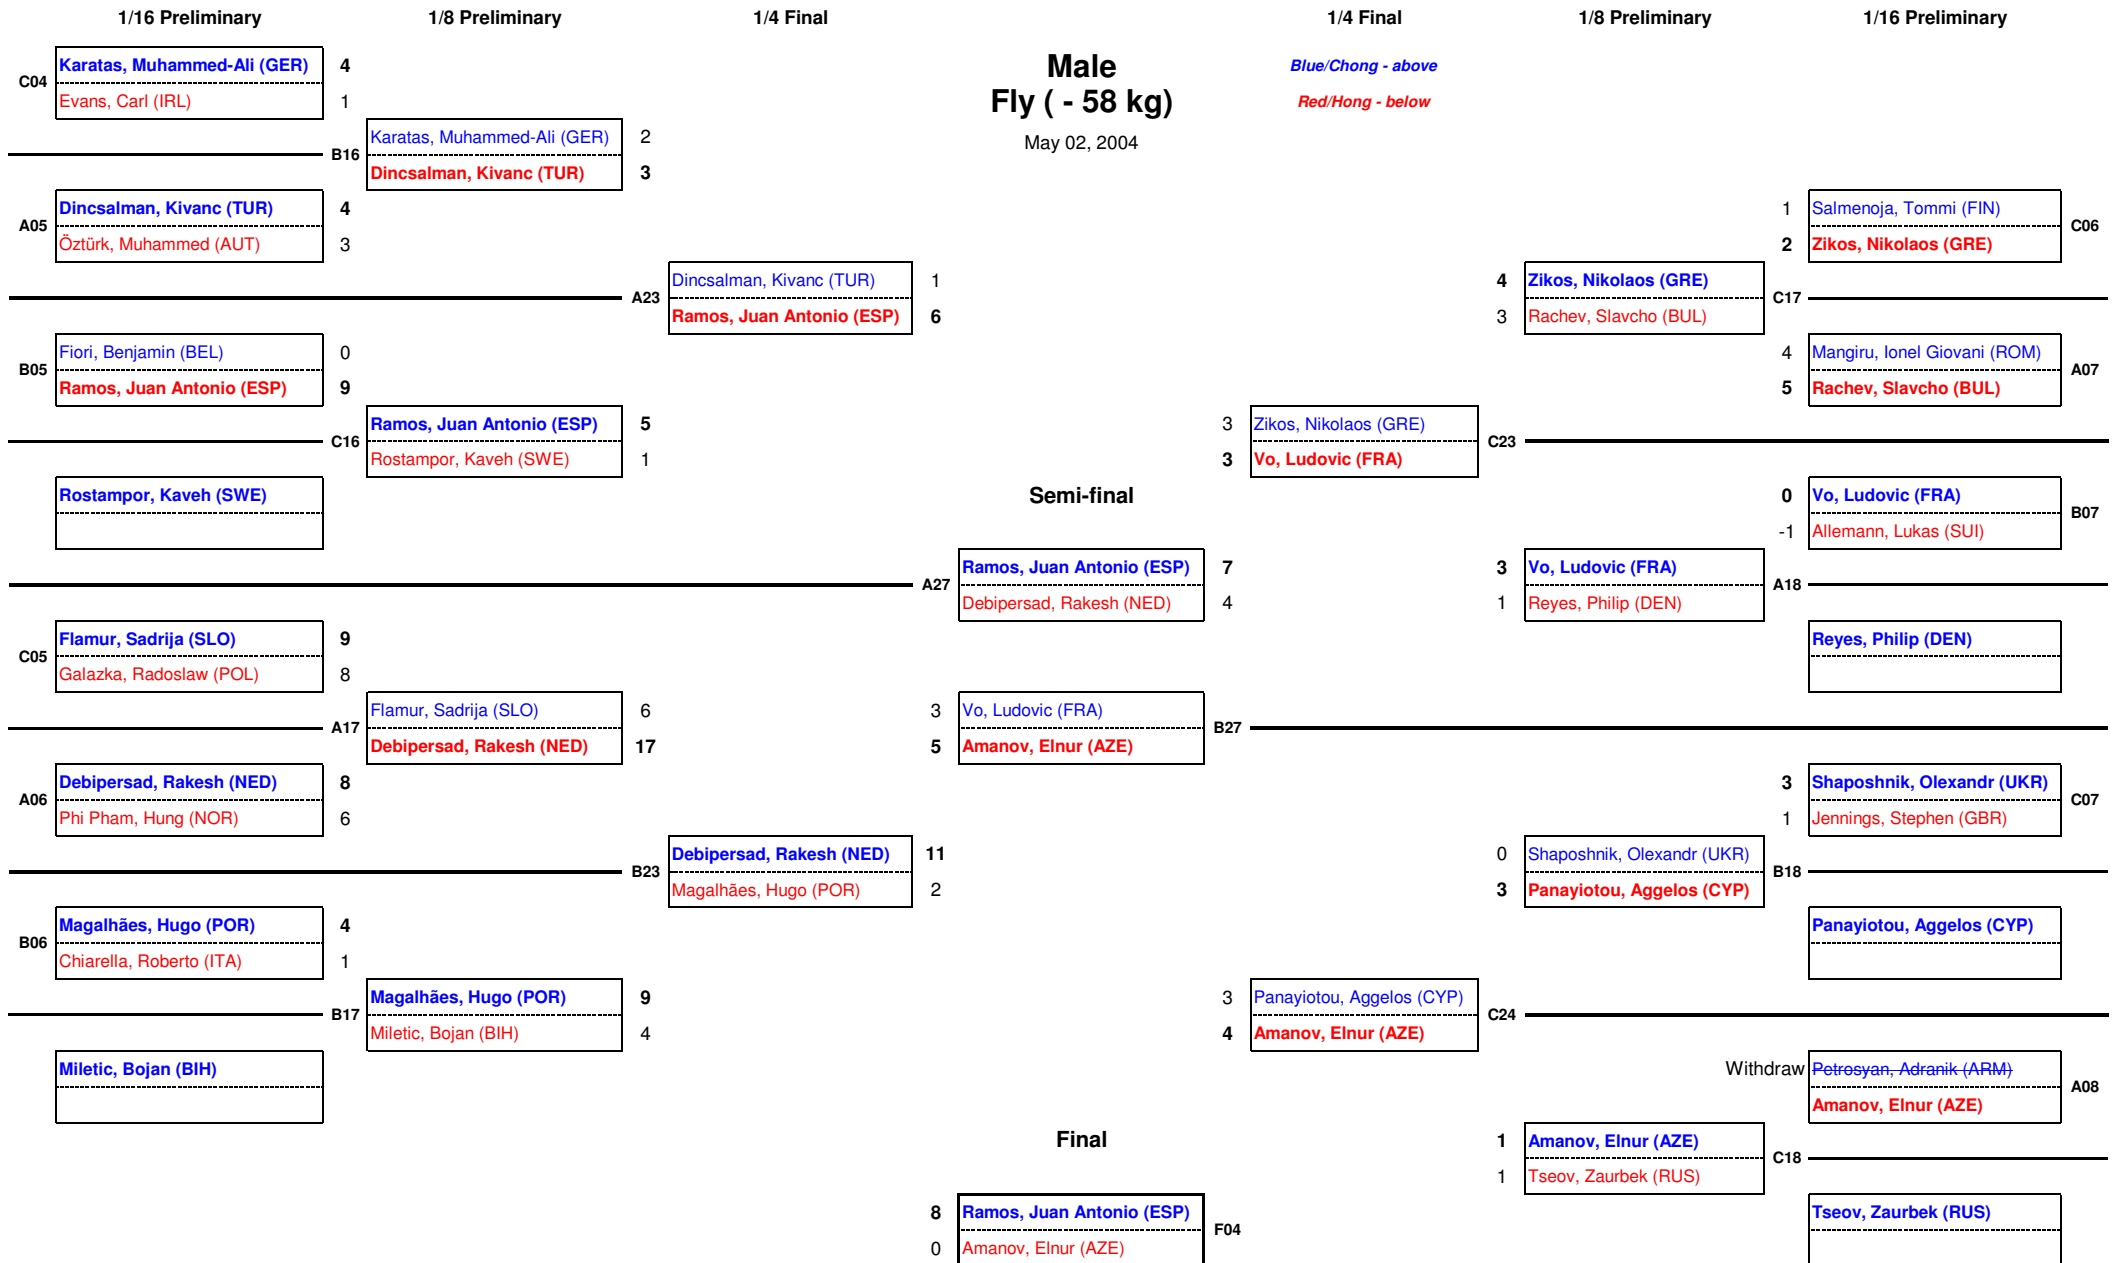 1/16 Preliminary 1/8 Preliminary 1/4 Final 1/4 Final 1/8 Preliminary 1/16 Preliminary
Male
Fly ( - 58 kg)
May 02, 2004
Blue/Chong - above
Red/Hong - below
C04
Karatas, Muhammed-Ali (GER) 4
Evans, Carl (IRL) 1
B16
Karatas, Muhammed-Ali (GER) 2
Dincsalman, Kivanc (TUR) 3
A05
Dincsalman, Kivanc (TUR) 4
Öztürk, Muhammed (AUT) 3
A23
Dincsalman, Kivanc (TUR) 1
Ramos, Juan Antonio (ESP) 6
B05
Fiori, Benjamin (BEL) 0
Ramos, Juan Antonio (ESP) 9
C16
Ramos, Juan Antonio (ESP) 5
Rostampor, Kaveh (SWE) 1
Rostampor, Kaveh (SWE)
C05
Flamur, Sadrija (SLO) 9
Galazka, Radoslaw (POL) 8
A17
Flamur, Sadrija (SLO) 6
Debipersad, Rakesh (NED) 17
A06
Debipersad, Rakesh (NED) 8
Phi Pham, Hung (NOR) 6
B23
Debipersad, Rakesh (NED) 11
Magalhães, Hugo (POR) 2
B06
Magalhães, Hugo (POR) 4
Chiarella, Roberto (ITA) 1
B17
Magalhães, Hugo (POR) 9
Miletic, Bojan (BIH) 4
Miletic, Bojan (BIH)
Semi-final
A27
Ramos, Juan Antonio (ESP) 7
Debipersad, Rakesh (NED) 4
3 Vo, Ludovic (FRA)
5 Amanov, Elnur (AZE)
B27
Final
8 Ramos, Juan Antonio (ESP)
0 Amanov, Elnur (AZE)
F04
1 Salmenoja, Tommi (FIN)
2 Zikos, Nikolaos (GRE)
C06
4 Zikos, Nikolaos (GRE)
3 Rachev, Slavcho (BUL)
C17
4 Mangiru, Ionel Giovani (ROM)
5 Rachev, Slavcho (BUL)
A07
3 Zikos, Nikolaos (GRE)
3 Vo, Ludovic (FRA)
C23
0 Vo, Ludovic (FRA)
-1 Allemann, Lukas (SUI)
B07
3 Vo, Ludovic (FRA)
1 Reyes, Philip (DEN)
A18
Reyes, Philip (DEN)
3 Shaposhnik, Olexandr (UKR)
1 Jennings, Stephen (GBR)
C07
0 Shaposhnik, Olexandr (UKR)
3 Panayiotou, Aggelos (CYP)
B18
Panayiotou, Aggelos (CYP)
3 Panayiotou, Aggelos (CYP)
4 Amanov, Elnur (AZE)
C24
Withdraw Petrosyan, Adranik (ARM)
Amanov, Elnur (AZE)
A08
1 Amanov, Elnur (AZE)
1 Tseov, Zaurbek (RUS)
C18
Tseov, Zaurbek (RUS)